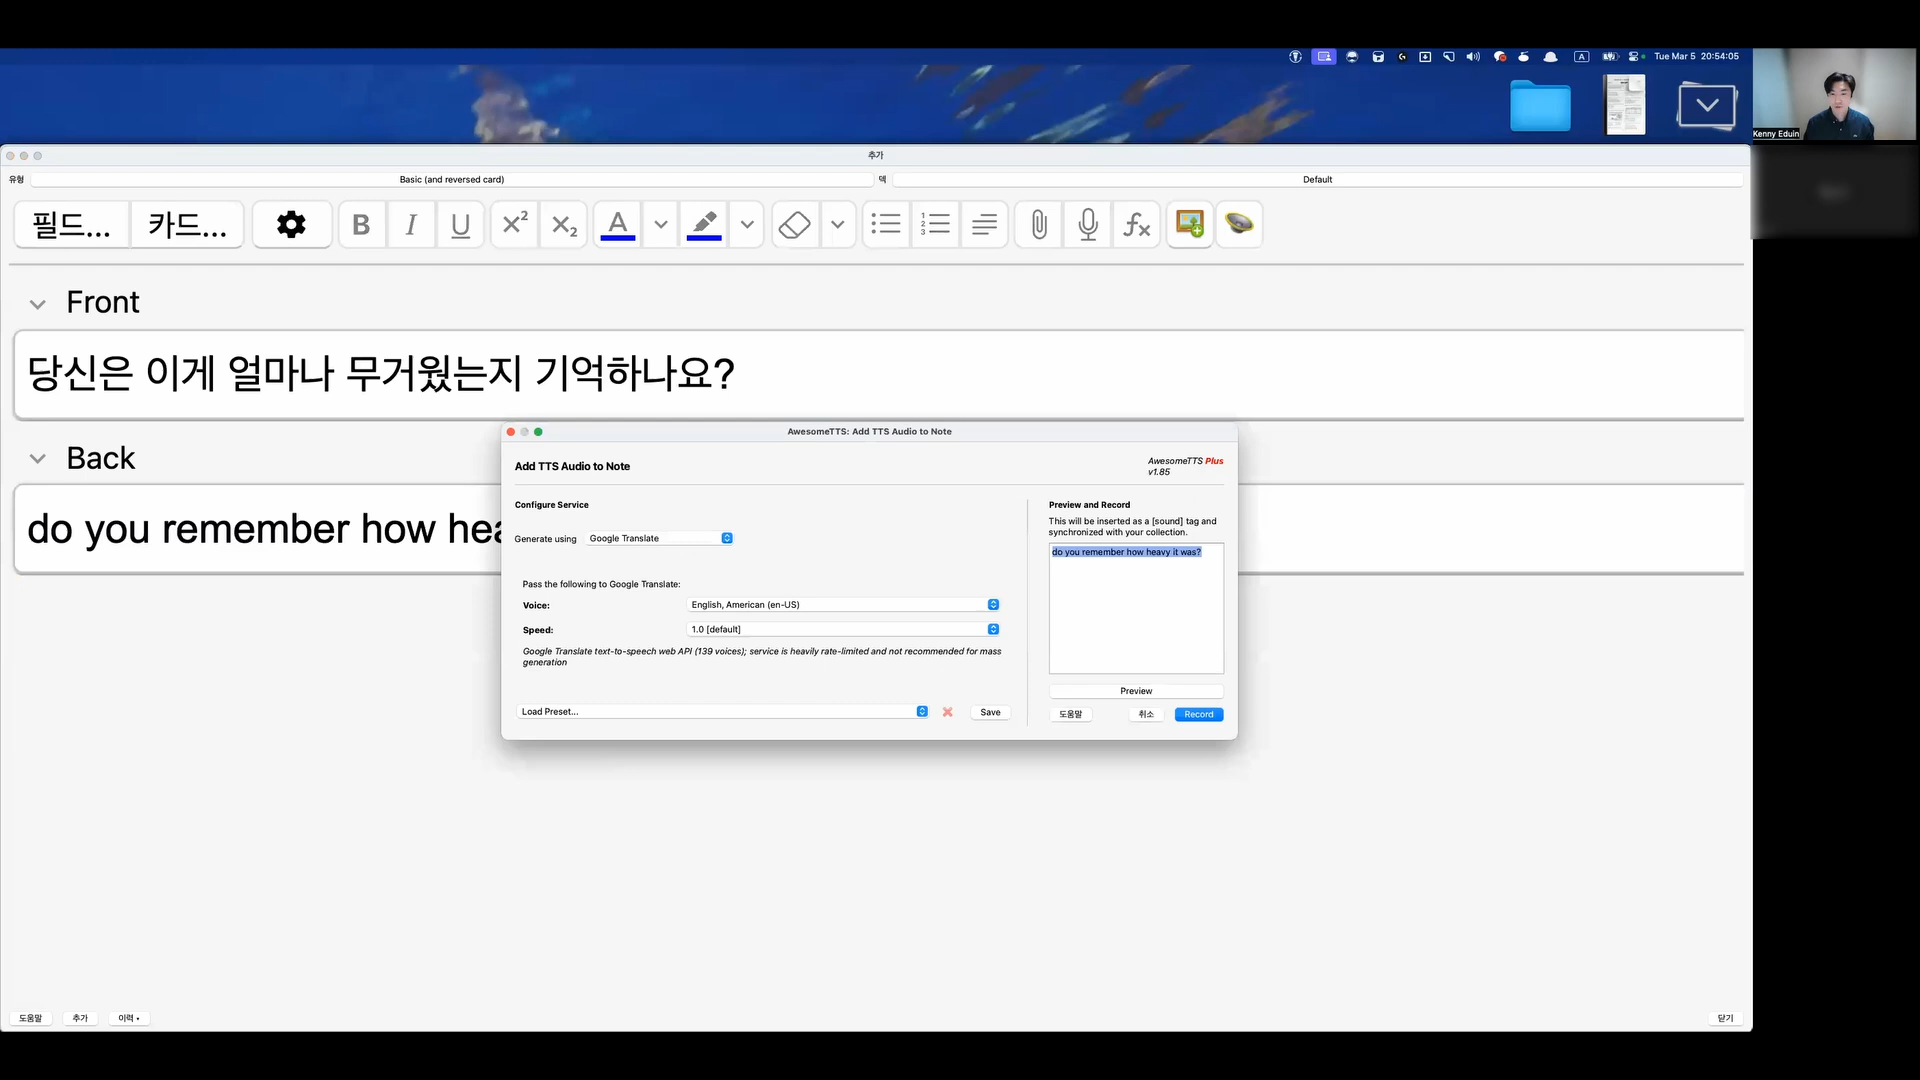 Tue Mar 5 20:54:05
Kenny Eduin
추가
유형 Basic (and reversed card) 덱 Default
필드... 카드... B I U X² X₂ A fx
Front
당신은 이게 얼마나 무거웠는지 기억하나요?
Back
do you remember how hea
AwesomeTTS: Add TTS Audio to Note
Add TTS Audio to Note
AwesomeTTS Plus
v1.85
Configure Service
Generate using Google Translate
Pass the following to Google Translate:
Voice: English, American (en-US)
Speed: 1.0 [default]
Google Translate text-to-speech web API (139 voices); service is heavily rate-limited and not recommended for mass
generation
Load Preset... Save
Preview and Record
This will be inserted as a [sound] tag and
synchronized with your collection.
do you remember how heavy it was?
Preview
도움말 취소 Record
도움말 추가 이력 닫기